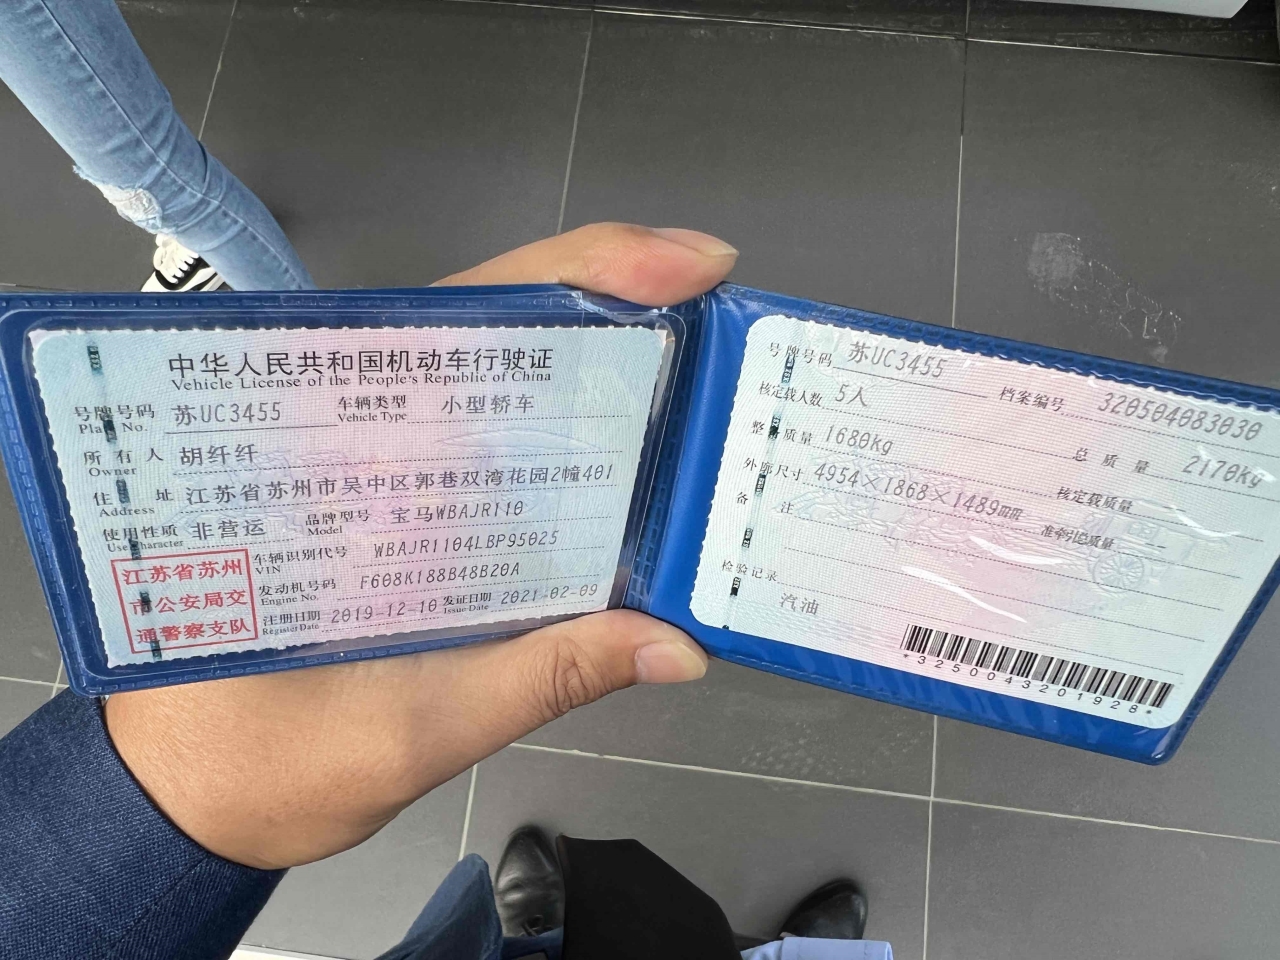 中华人民共和国机动车行驶证
Vehicle License of the People's Republic of China
号牌号码 苏UC3455 车辆类型 小型轿车
Plate No. Vehicle Type
所有人 胡纤纤
Owner
住址 江苏省苏州市吴中区郭巷双湾花园2幢401
Address
使用性质 非营运 品牌型号 宝马WBAJR110
Use Character Model
车辆识别代号 WBAJR1104LBP95025
VIN
发动机号码 F608K188B48B20A
Engine No.
注册日期 2019-12-10 发证日期 2021-02-09
Register Date Issue Date
江苏省苏州
市公安局交
通警察支队
号牌号码 苏UC3455 档案编号 320504083030
核定载人数 5人 总质量 2170Kg
整备质量 1680Kg 核定载质量 --
外廓尺寸 4954×1868×1489mm 准牵引总质量 --
备注
检验记录
汽油
*3250043201928*